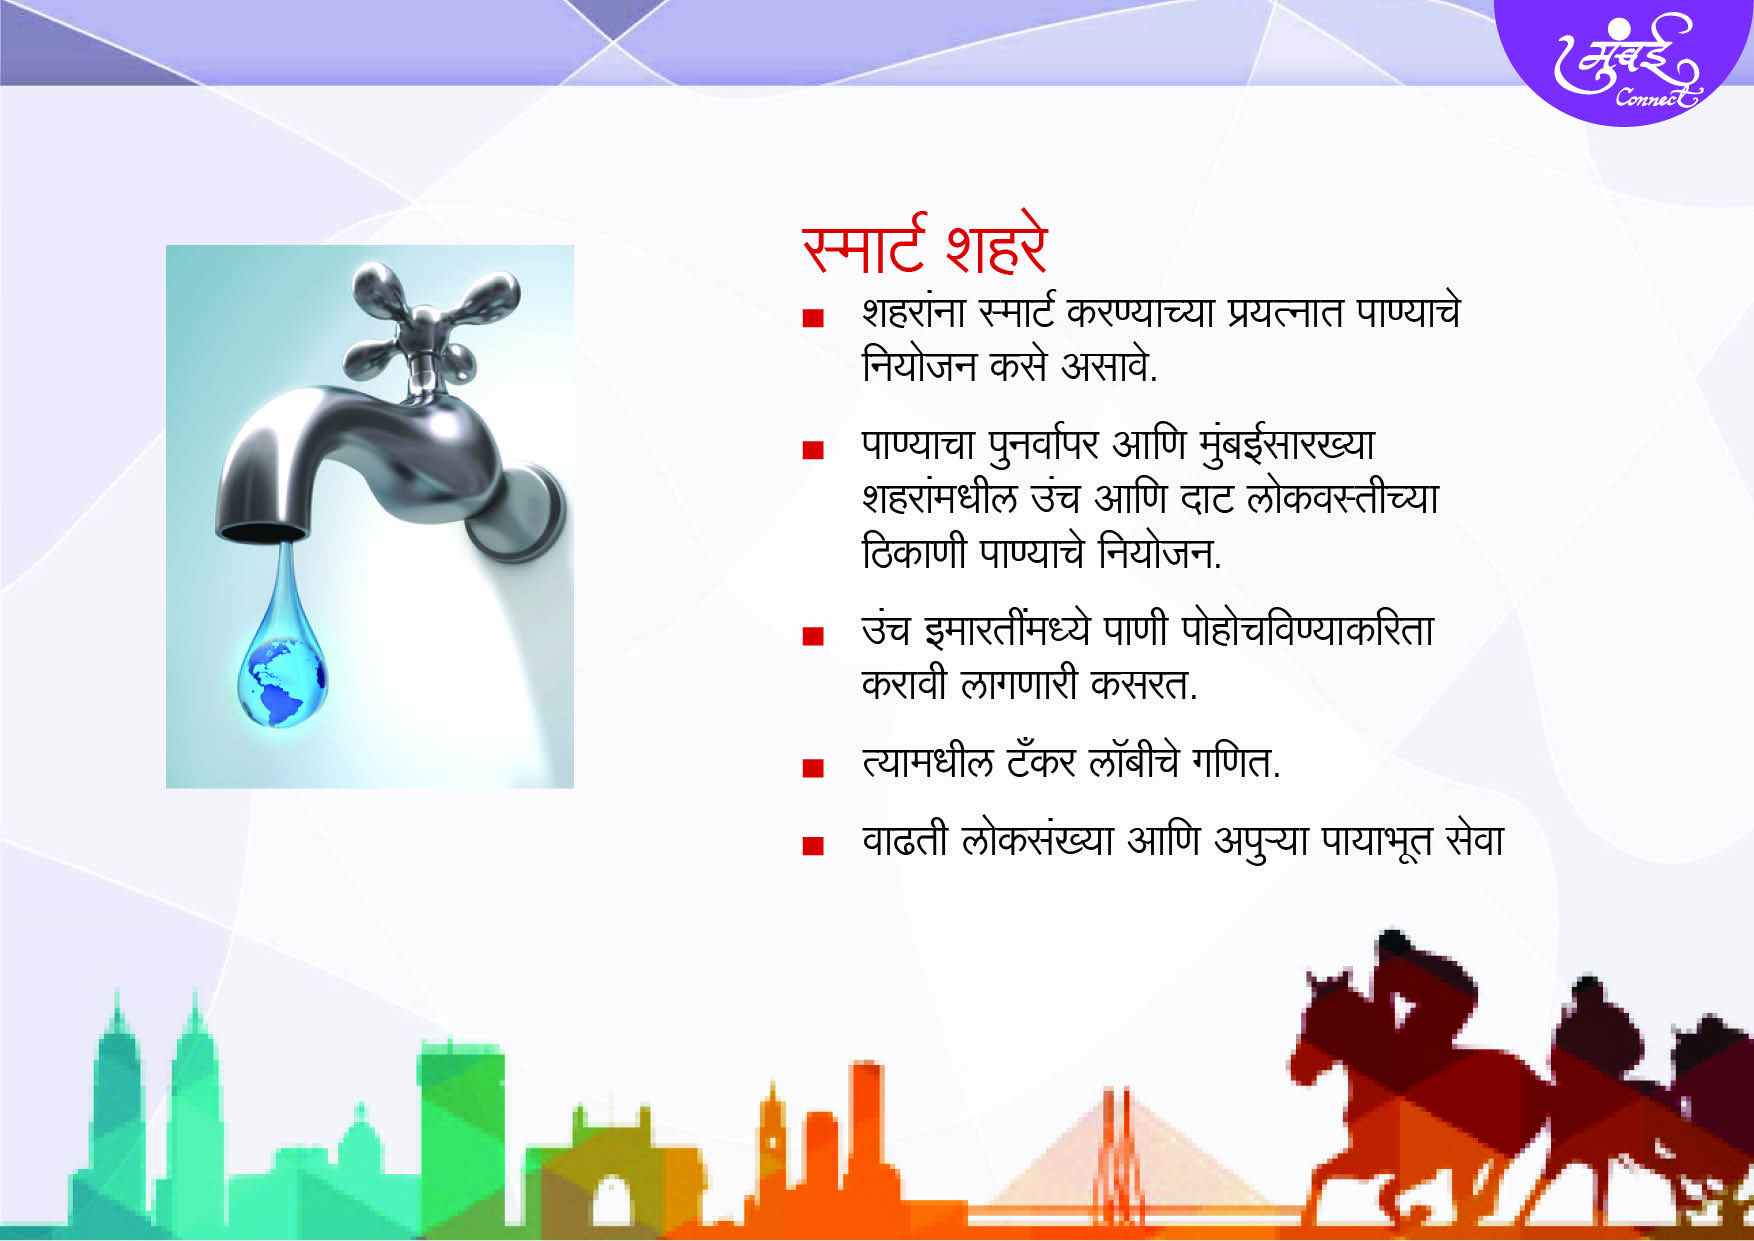 मुंबई
Connect
स्मार्ट शहरे
शहरांना स्मार्ट करण्याच्या प्रयत्नात पाण्याचे
नियोजन कसे असावे.
पाण्याचा पुनर्वापर आणि मुंबईसारख्या
शहरांमधील उंच आणि दाट लोकवस्तीच्या
ठिकाणी पाण्याचे नियोजन.
उंच इमारतींमध्ये पाणी पोहोचविण्याकरिता
करावी लागणारी कसरत.
त्यामधील टँकर लॉबीचे गणित.
वाढती लोकसंख्या आणि अपुऱ्या पायाभूत सेवा